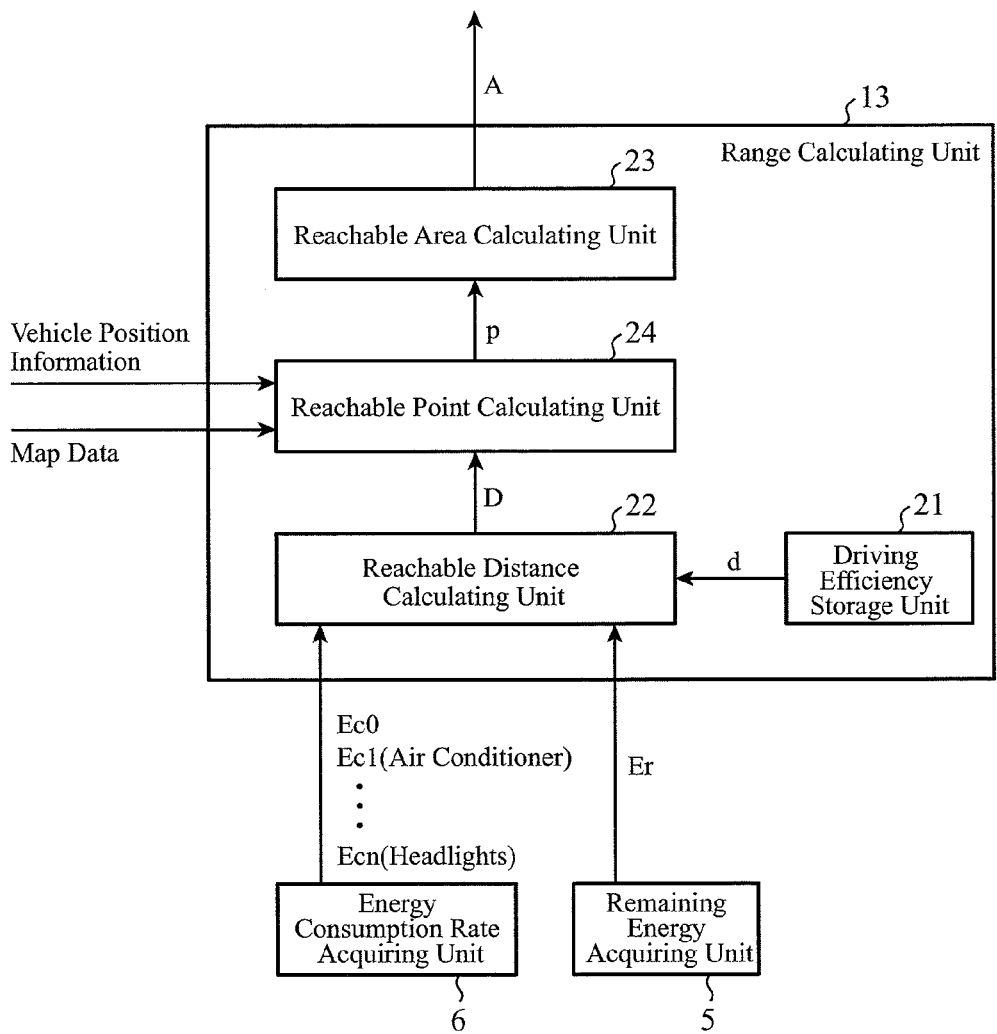 A
13
Range Calculating Unit
23
Reachable Area Calculating Unit
p
Vehicle Position
Information
24
Reachable Point Calculating Unit
Map Data
D
22
21
Reachable Distance
Calculating Unit
d
Driving
Efficiency
Storage Unit
Ec0
Ec1(Air Conditioner)
Ecn(Headlights)
Er
Energy
Consumption Rate
Acquiring Unit
Remaining
Energy
Acquiring Unit
6
5